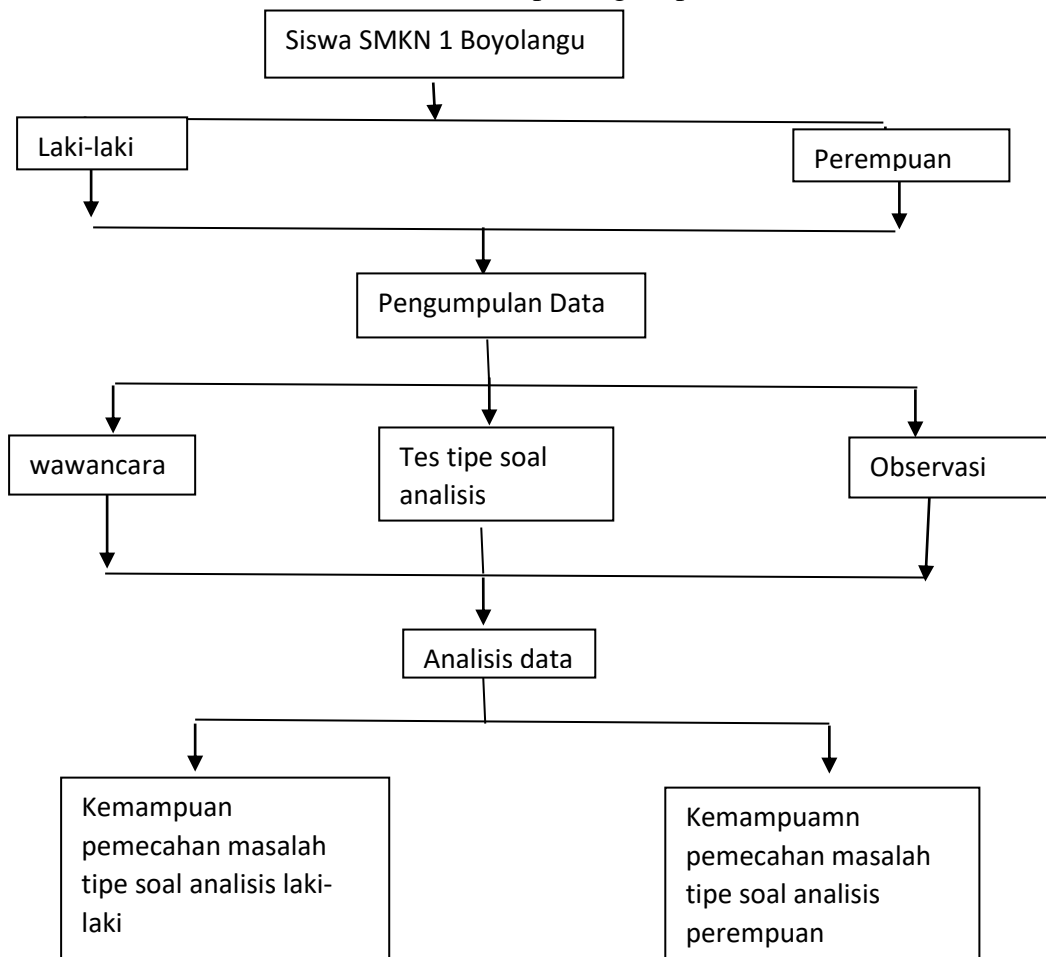 Siswa SMKN 1 Boyolangu
Laki-laki
Perempuan
Pengumpulan Data
wawancara
Tes tipe soal
analisis
Observasi
Analisis data
Kemampuan
pemecahan masalah
tipe soal analisis laki-
laki
Kemampuamn
pemecahan masalah
tipe soal analisis
perempuan